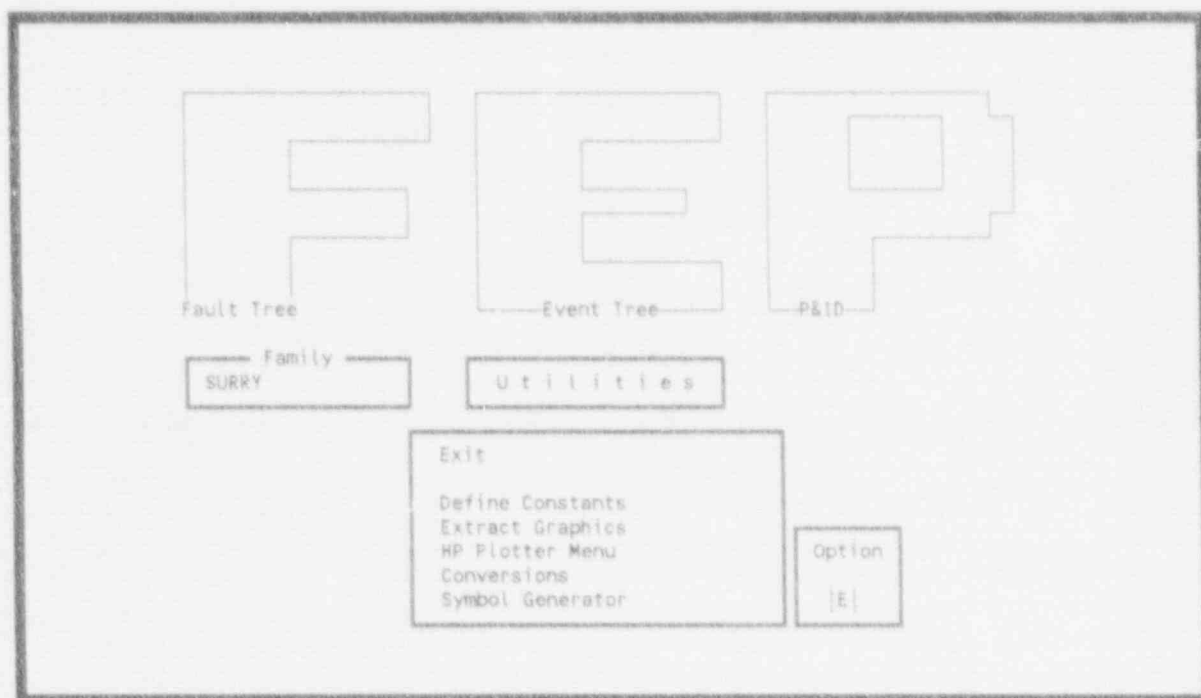 FEP
Fault Tree
Event Tree
P&ID
Family
SURRY
Utilities
Exit
Define Constants
Extract Graphics
HP Plotter Menu
Conversions
Symbol Generator
Option
|E|